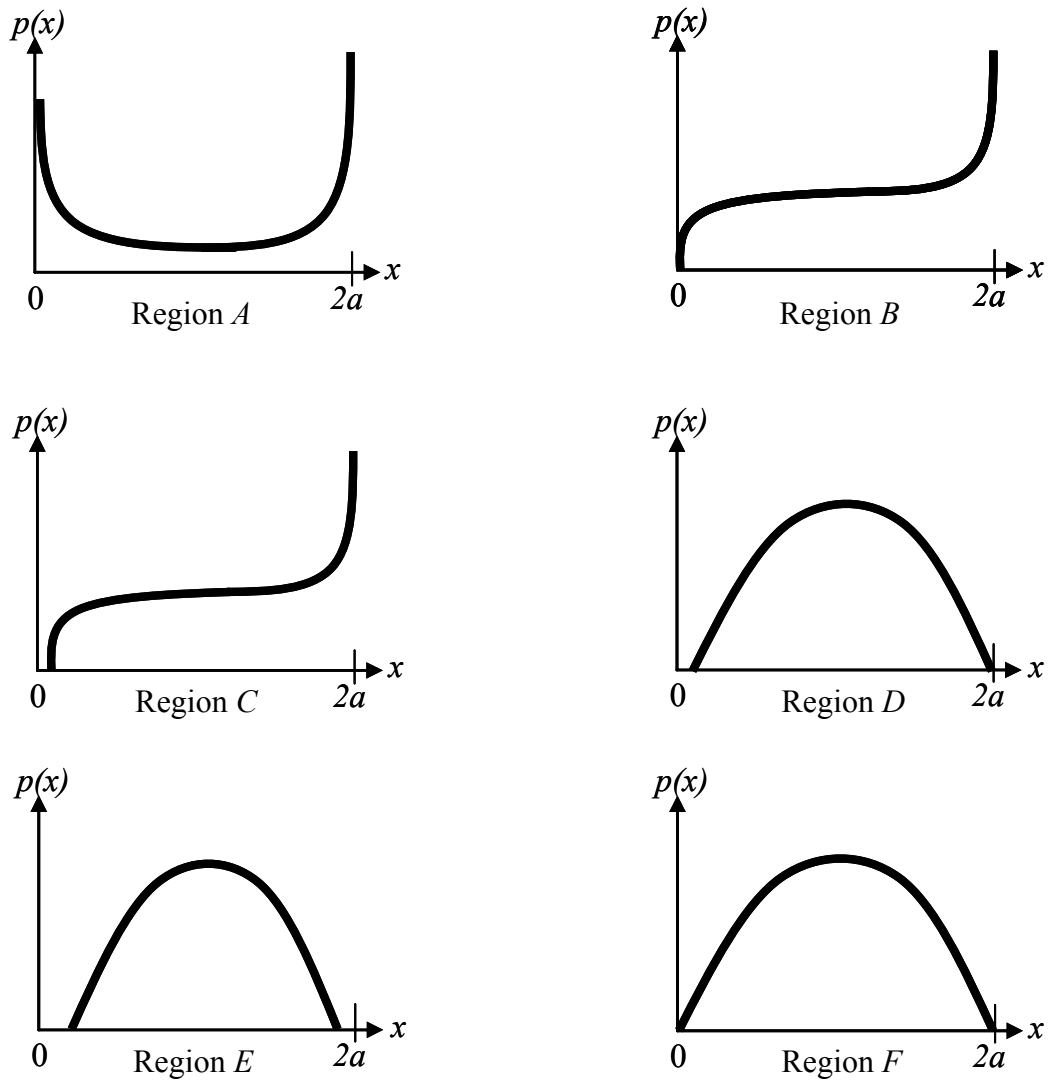 p(x) p(x)
x x
0 2a 0 2a
Region A Region B
p(x) p(x)
x x
0 2a 0 2a
Region C Region D
p(x) p(x)
x x
0 2a 0 2a
Region E Region F